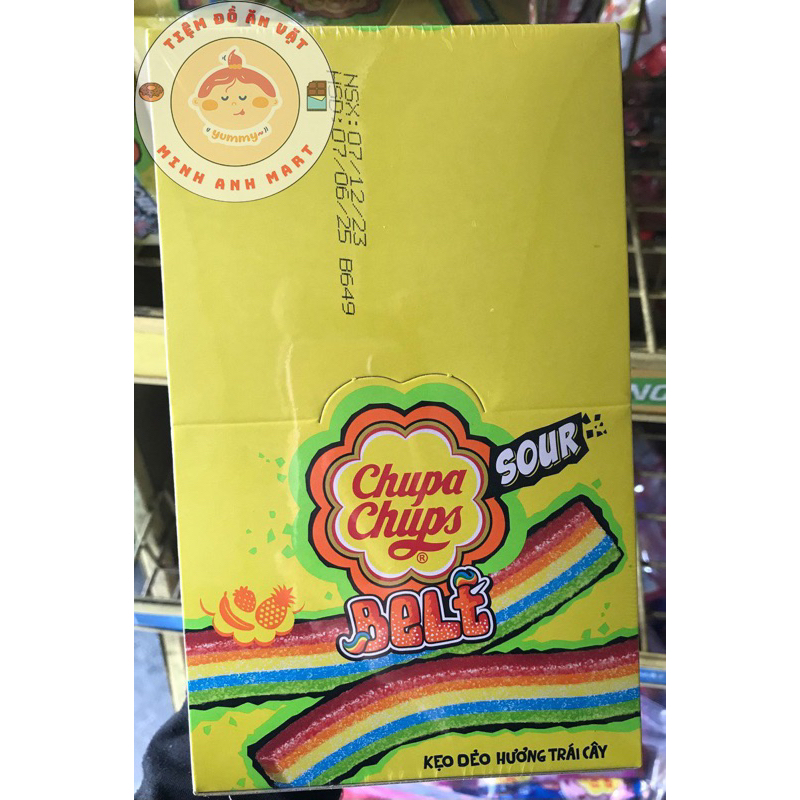 TIỆM ĐỒ ĂN VẶT
yummy~
MINH ANH MART
NSX:07/12/23
HSD:07/06/25 B649
SOUR
Chupa
Chups
®
BeLt
KẸO DẺO HƯƠNG TRÁI CÂY
NG